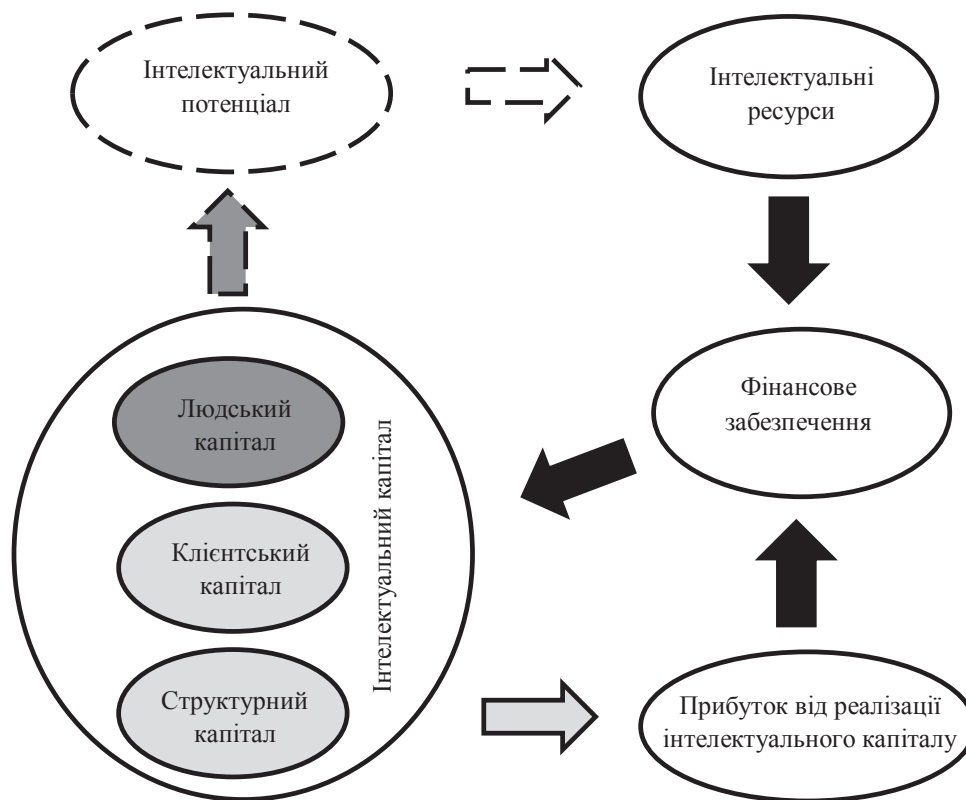 Інтелектуальний
потенціал
Інтелектуальні
ресурси
Людський
капітал
Клієнтський
капітал
Структурний
капітал
Інтелектуальний капітал
Фінансове
забезпечення
Прибуток від реалізації
інтелектуального капіталу